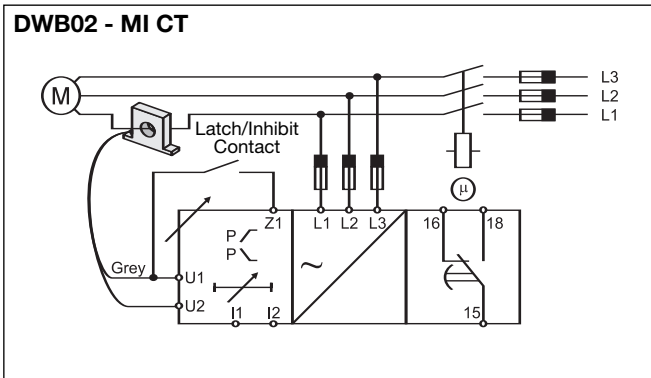 DWB02 - MI CT
L3
L2
L1
M
Latch/Inhibit
Contact
µ
Z1
L1 L2 L3
16
18
P
P
~
Grey
U1
U2
I1
I2
15